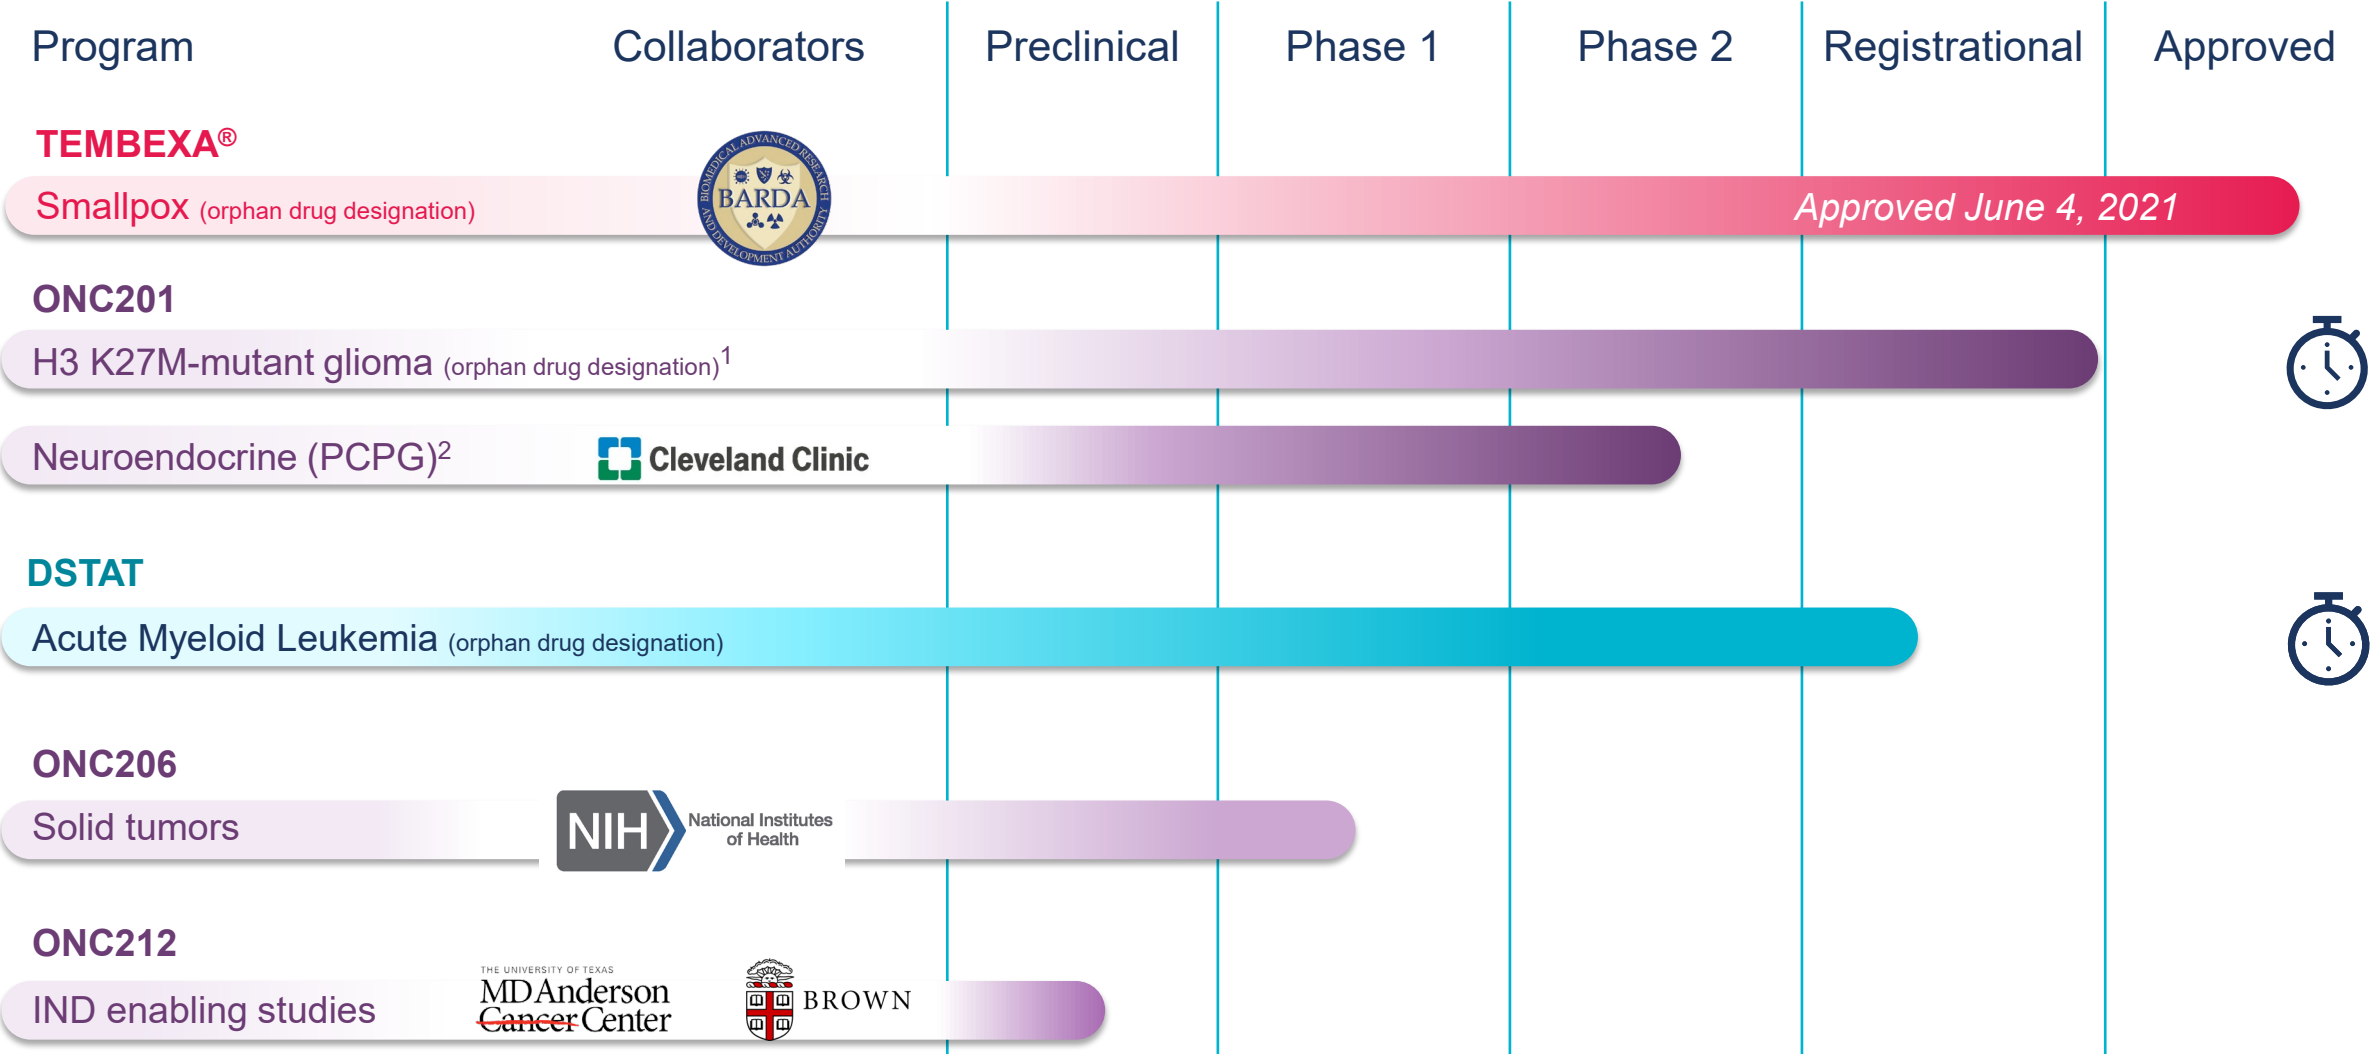 Program Collaborators Preclinical Phase 1 Phase 2 Registrational Approved
TEMBEXA®
Smallpox (orphan drug designation)
BIOMEDICAL ADVANCED RESEARCH
BARDA
AND DEVELOPMENT AUTHORITY
Approved June 4, 2021
ONC201
H3 K27M-mutant glioma (orphan drug designation)1
Neuroendocrine (PCPG)2
Cleveland Clinic
DSTAT
Acute Myeloid Leukemia (orphan drug designation)
ONC206
Solid tumors
NIH
National Institutes
of Health
ONC212
IND enabling studies
THE UNIVERSITY OF TEXAS
MD Anderson
Cancer Center
BROWN